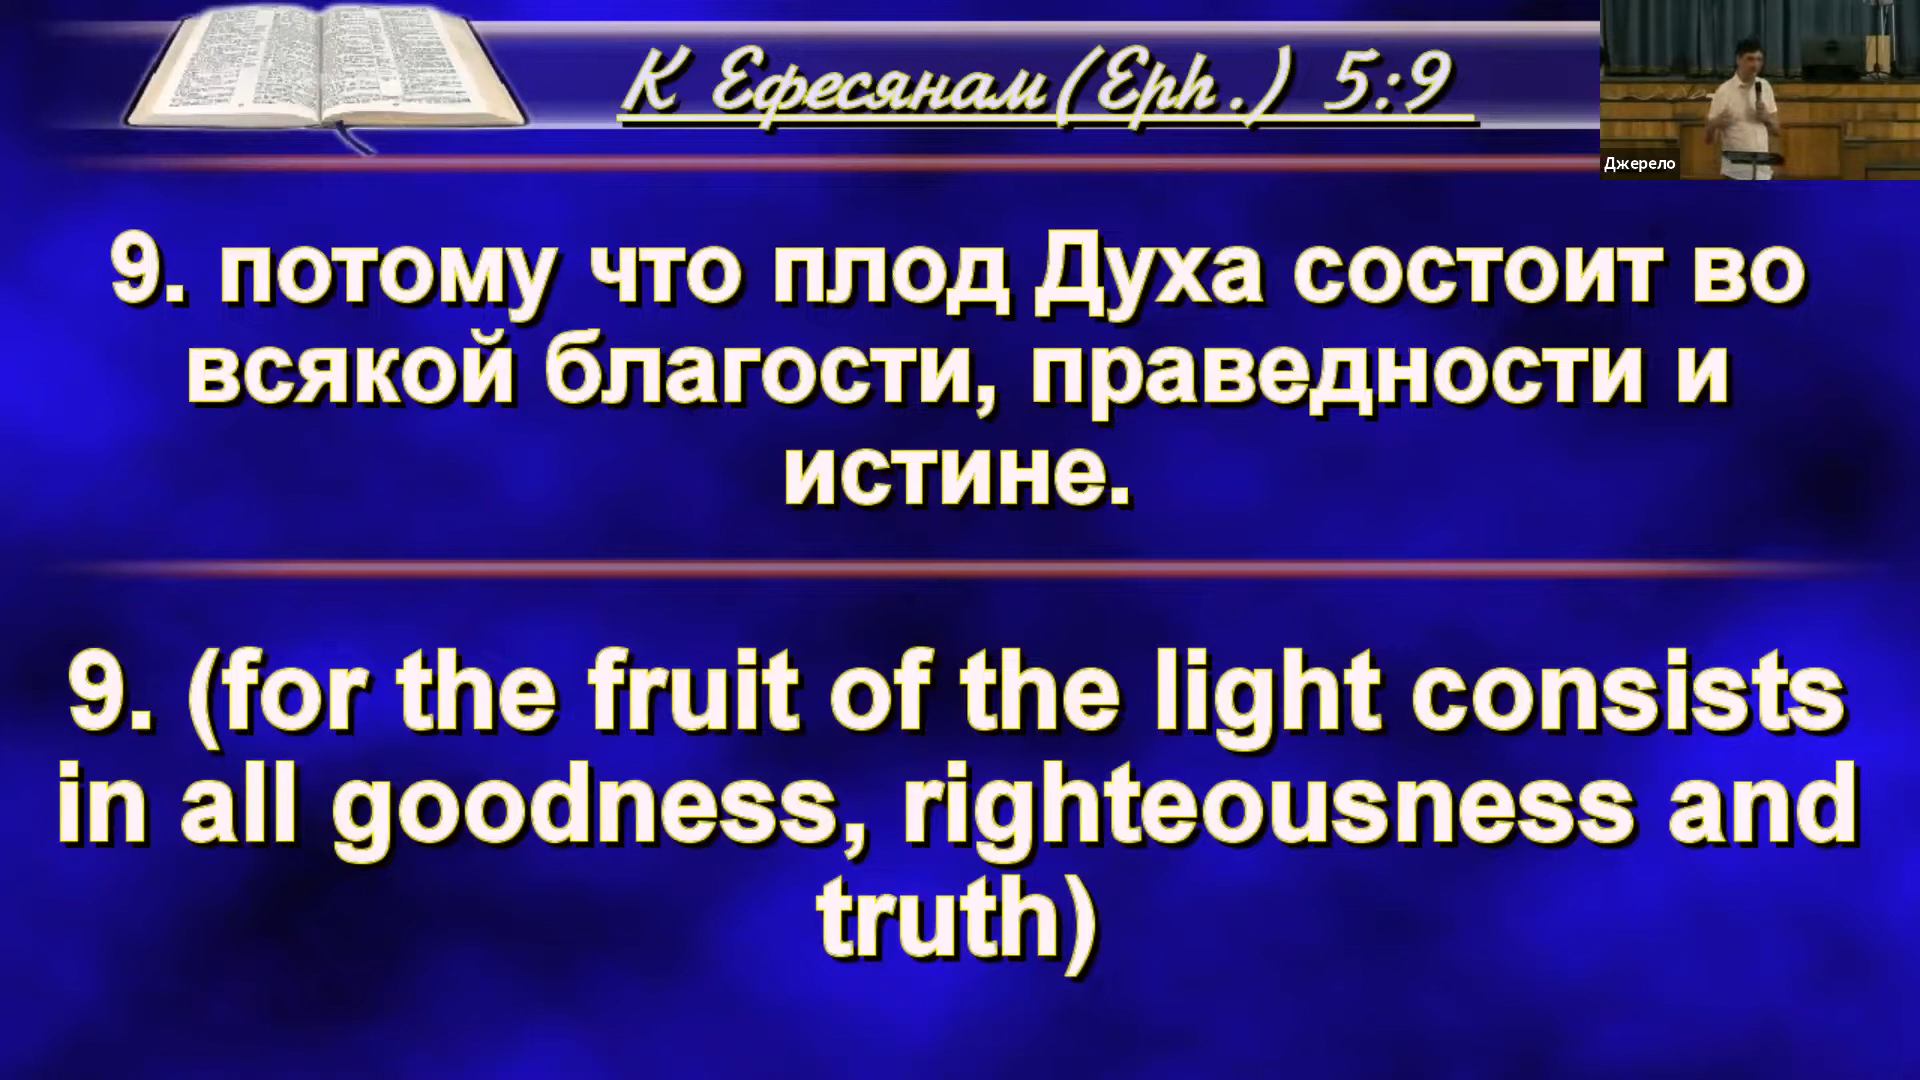 К Ефесянам(Eph.) 5:9
Джерело
9. потому что плод Духа состоит во
всякой благости, праведности и
истине.
9. (for the fruit of the light consists
in all goodness, righteousness and
truth)